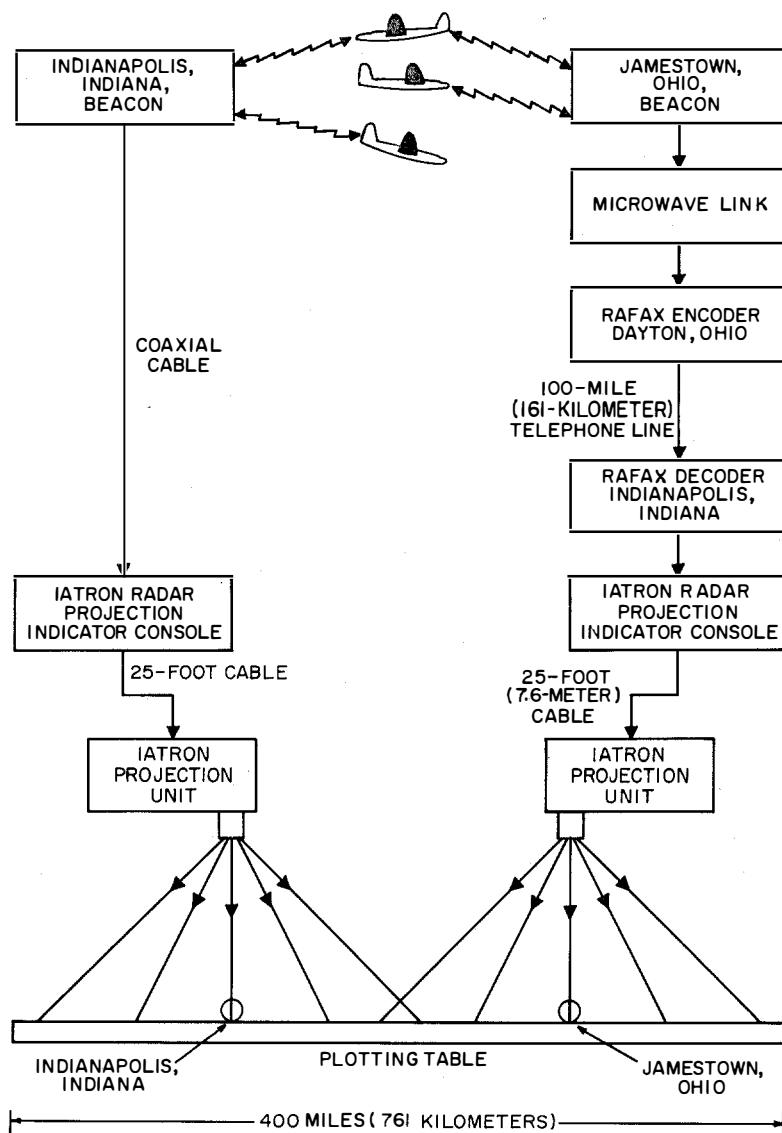 INDIANAPOLIS,
INDIANA,
BEACON
JAMESTOWN,
OHIO,
BEACON
MICROWAVE LINK
RAFAX ENCODER
DAYTON, OHIO
COAXIAL
CABLE
100-MILE
(161-KILOMETER)
TELEPHONE LINE
RAFAX DECODER
INDIANAPOLIS,
INDIANA
IATRON RADAR
PROJECTION
INDICATOR CONSOLE
IATRON RADAR
PROJECTION
INDICATOR CONSOLE
25-FOOT CABLE
25-FOOT
(7.6-METER)
CABLE
IATRON
PROJECTION
UNIT
IATRON
PROJECTION
UNIT
INDIANAPOLIS,
INDIANA
PLOTTING TABLE
JAMESTOWN,
OHIO
400 MILES (761 KILOMETERS)